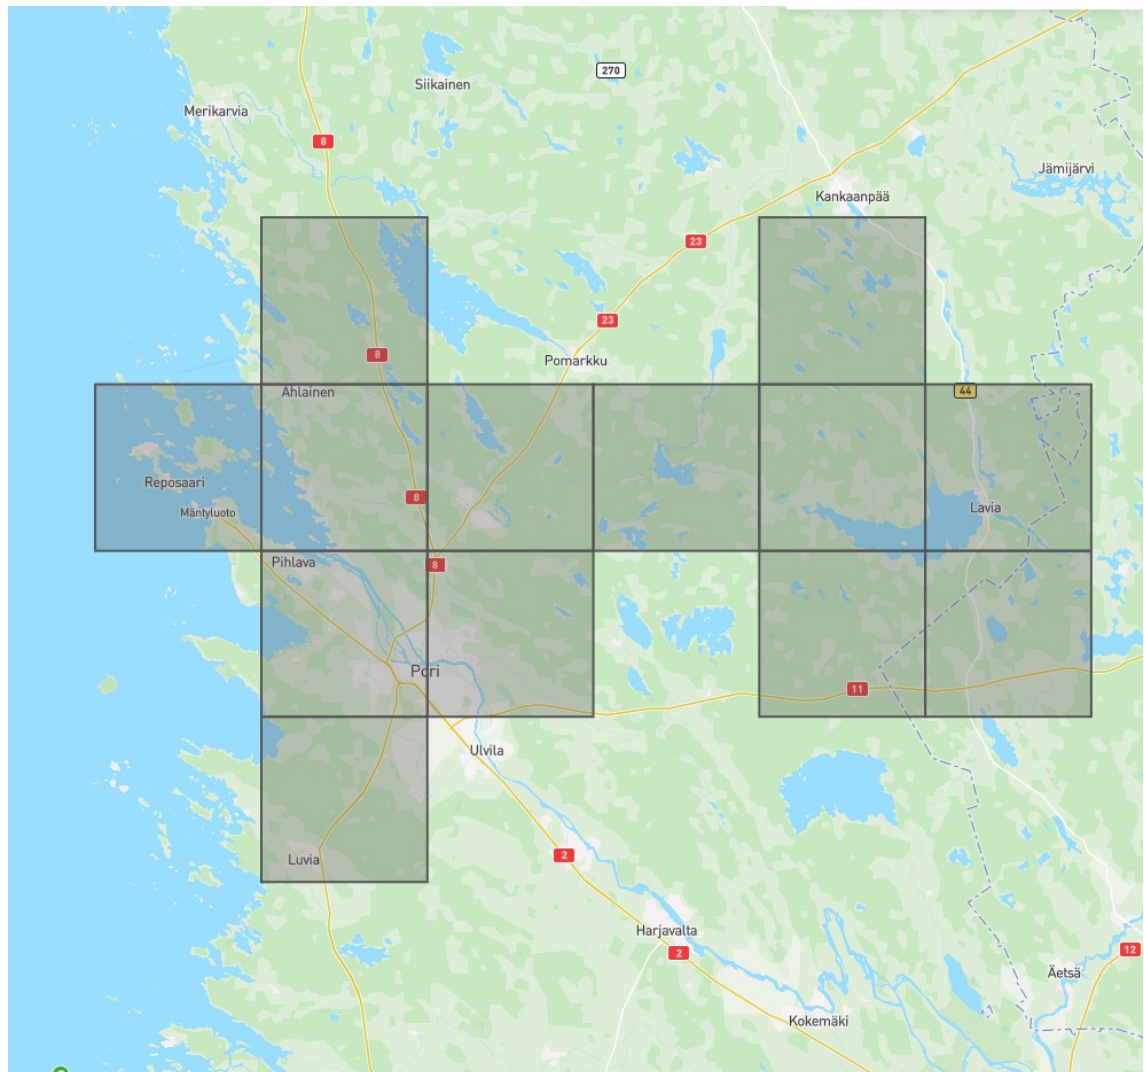 270
Siikainen
Merikarvia
8
Jämijärvi
Kankaanpää
23
23
8
Pomarkku
Ahlainen
44
Reposaari
8
Lavia
Mäntyluoto
Pihlava
8
Pori
11
Ulvila
2
Luvia
Harjavalta
2
12
Äetsä
Kokemäki